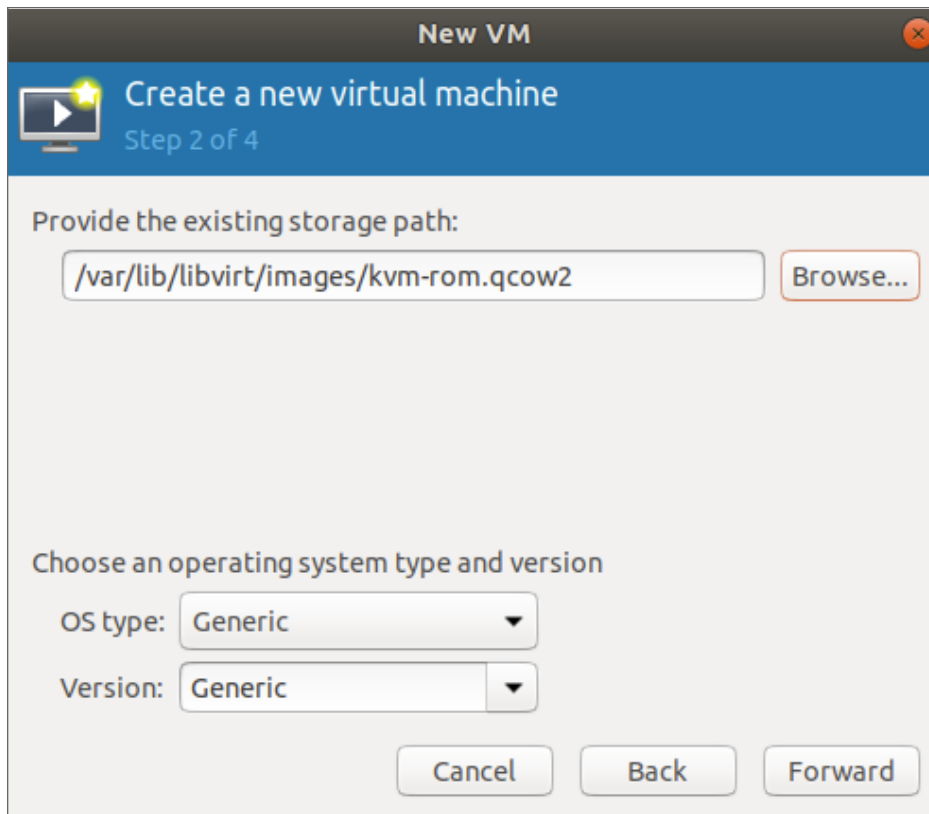 New VM
Create a new virtual machine
Step 2 of 4
Provide the existing storage path:
/var/lib/libvirt/images/kvm-rom.qcow2 Browse...
Choose an operating system type and version
OS type: Generic
Version: Generic
Cancel Back Forward